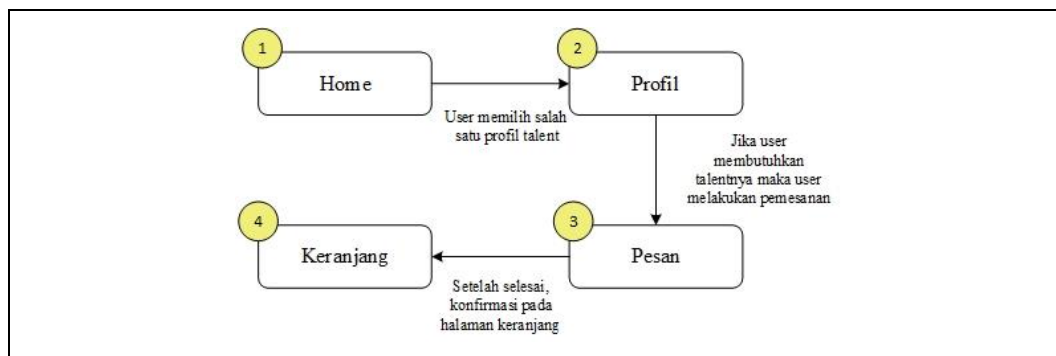 1
Home
User memilih salah
satu profil talent
2
Profil
Jika user
membutuhkan
talentnya maka user
melakukan pemesanan
3
Pesan
Setelah selesai,
konfirmasi pada
halaman keranjang
4
Keranjang